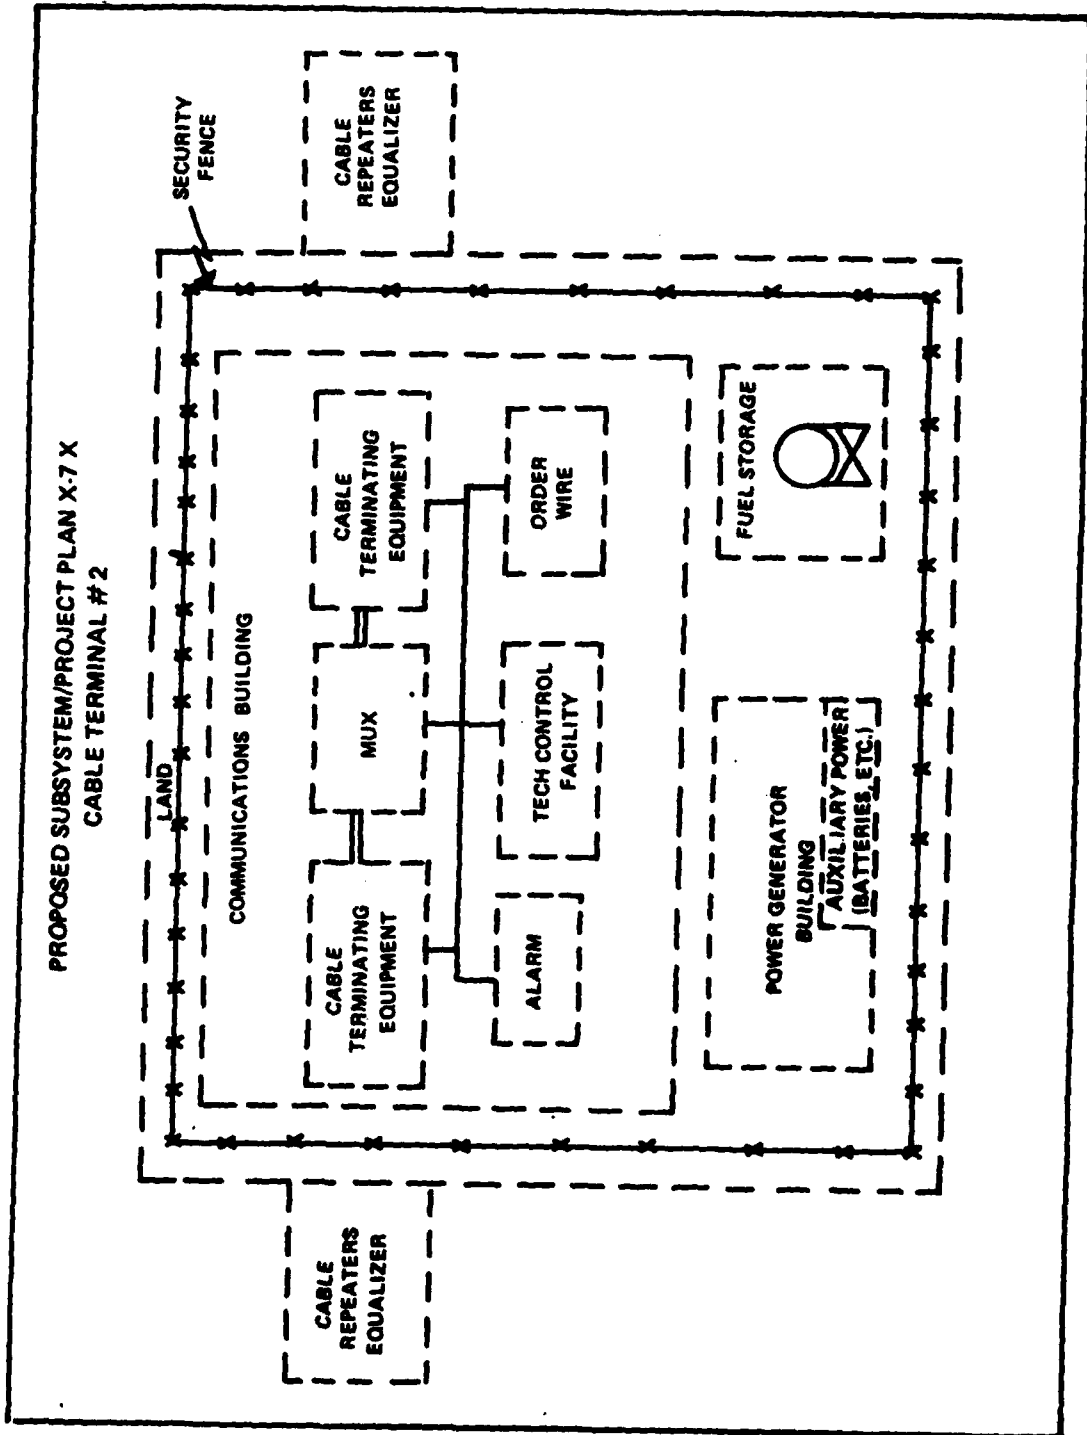 PROPOSED SUBSYSTEM/PROJECT PLAN X-7 X
CABLE TERMINAL # 2
SECURITY
FENCE
LAND
COMMUNICATIONS BUILDING
CABLE
REPEATERS
EQUALIZER
CABLE
TERMINATING
EQUIPMENT
MUX
CABLE
TERMINATING
EQUIPMENT
CABLE
REPEATERS
EQUALIZER
ALARM
TECH CONTROL
FACILITY
ORDER
WIRE
POWER GENERATOR
BUILDING
AUXILIARY POWER
(BATTERIES, ETC.)
FUEL STORAGE